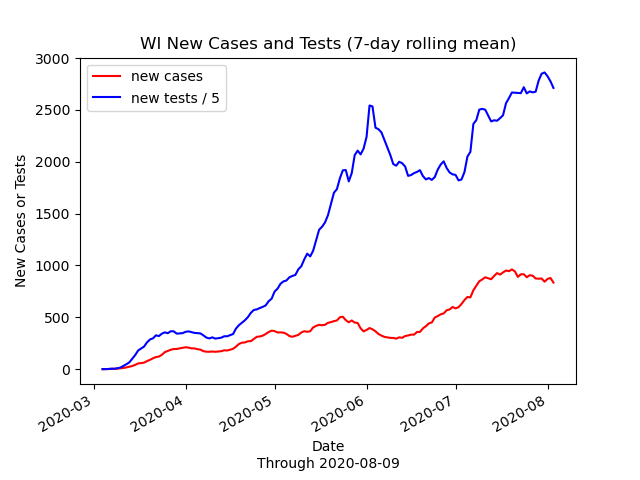 WI New Cases and Tests (7-day rolling mean)
new cases
new tests / 5
New Cases or Tests
3000
2500
2000
1500
1000
500
0
2020-03
2020-04
2020-05
2020-06
2020-07
2020-08
Date
Through 2020-08-09